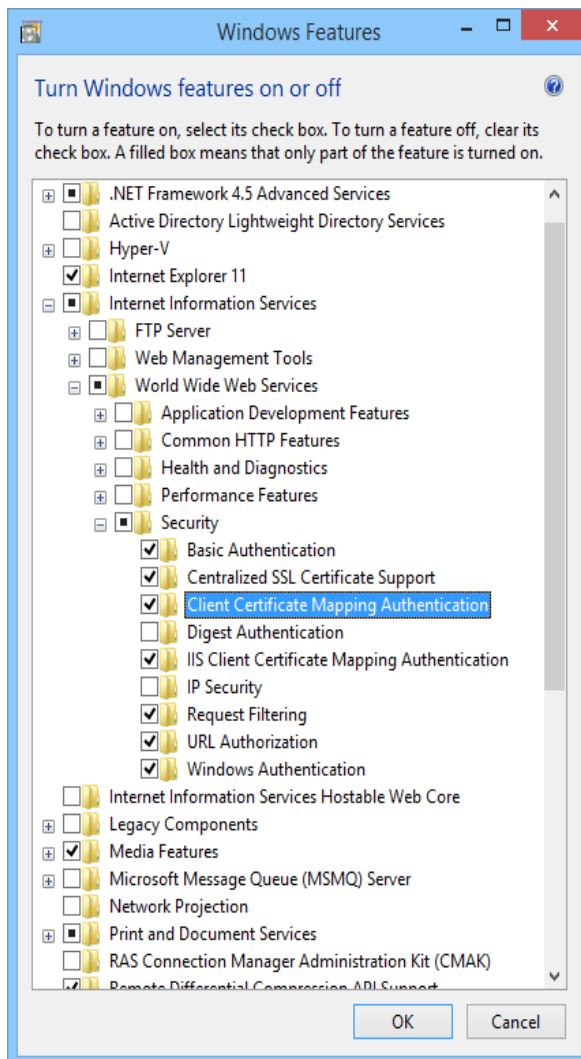 Windows Features
Turn Windows features on or off
To turn a feature on, select its check box. To turn a feature off, clear its
check box. A filled box means that only part of the feature is turned on.
.NET Framework 4.5 Advanced Services
Active Directory Lightweight Directory Services
Hyper-V
Internet Explorer 11
Internet Information Services
FTP Server
Web Management Tools
World Wide Web Services
Application Development Features
Common HTTP Features
Health and Diagnostics
Performance Features
Security
Basic Authentication
Centralized SSL Certificate Support
Client Certificate Mapping Authentication
Digest Authentication
IIS Client Certificate Mapping Authentication
IP Security
Request Filtering
URL Authorization
Windows Authentication
Internet Information Services Hostable Web Core
Legacy Components
Media Features
Microsoft Message Queue (MSMQ) Server
Network Projection
Print and Document Services
RAS Connection Manager Administration Kit (CMAK)
Remote Differential Compression API Support
OK Cancel